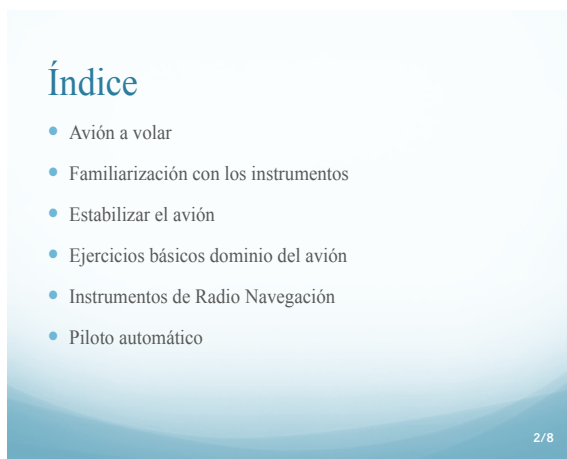 Índice
• Avión a volar
• Familiarización con los instrumentos
• Estabilizar el avión
• Ejercicios básicos dominio del avión
• Instrumentos de Radio Navegación
• Piloto automático
2/8